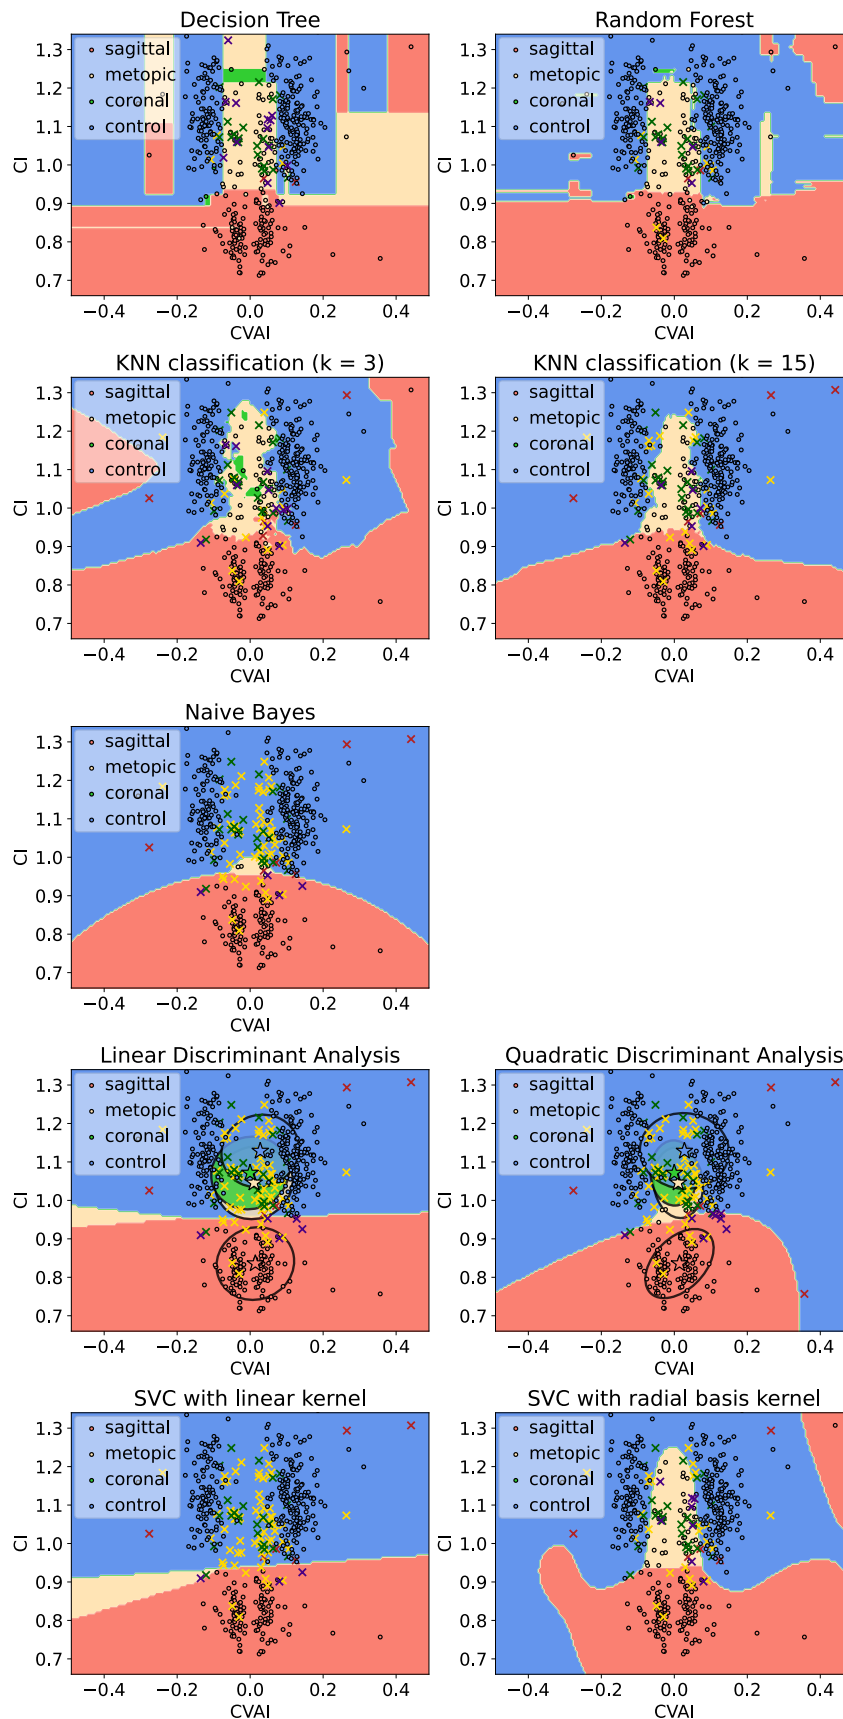 Decision Tree
sagittal
metopic
coronal
control
CI
1.3
1.2
1.1
1.0
0.9
0.8
0.7
−0.4 −0.2 0.0 0.2 0.4
CVAI
Random Forest
sagittal
metopic
coronal
control
CI
1.3
1.2
1.1
1.0
0.9
0.8
0.7
−0.4 −0.2 0.0 0.2 0.4
CVAI
KNN classification (k = 3)
sagittal
metopic
coronal
control
CI
1.3
1.2
1.1
1.0
0.9
0.8
0.7
−0.4 −0.2 0.0 0.2 0.4
CVAI
KNN classification (k = 15)
sagittal
metopic
coronal
control
CI
1.3
1.2
1.1
1.0
0.9
0.8
0.7
−0.4 −0.2 0.0 0.2 0.4
CVAI
Naive Bayes
sagittal
metopic
coronal
control
CI
1.3
1.2
1.1
1.0
0.9
0.8
0.7
−0.4 −0.2 0.0 0.2 0.4
CVAI
Linear Discriminant Analysis
sagittal
metopic
coronal
control
CI
1.3
1.2
1.1
1.0
0.9
0.8
0.7
−0.4 −0.2 0.0 0.2 0.4
CVAI
Quadratic Discriminant Analysis
sagittal
metopic
coronal
control
CI
1.3
1.2
1.1
1.0
0.9
0.8
0.7
−0.4 −0.2 0.0 0.2 0.4
CVAI
SVC with linear kernel
sagittal
metopic
coronal
control
CI
1.3
1.2
1.1
1.0
0.9
0.8
0.7
−0.4 −0.2 0.0 0.2 0.4
CVAI
SVC with radial basis kernel
sagittal
metopic
coronal
control
CI
1.3
1.2
1.1
1.0
0.9
0.8
0.7
−0.4 −0.2 0.0 0.2 0.4
CVAI